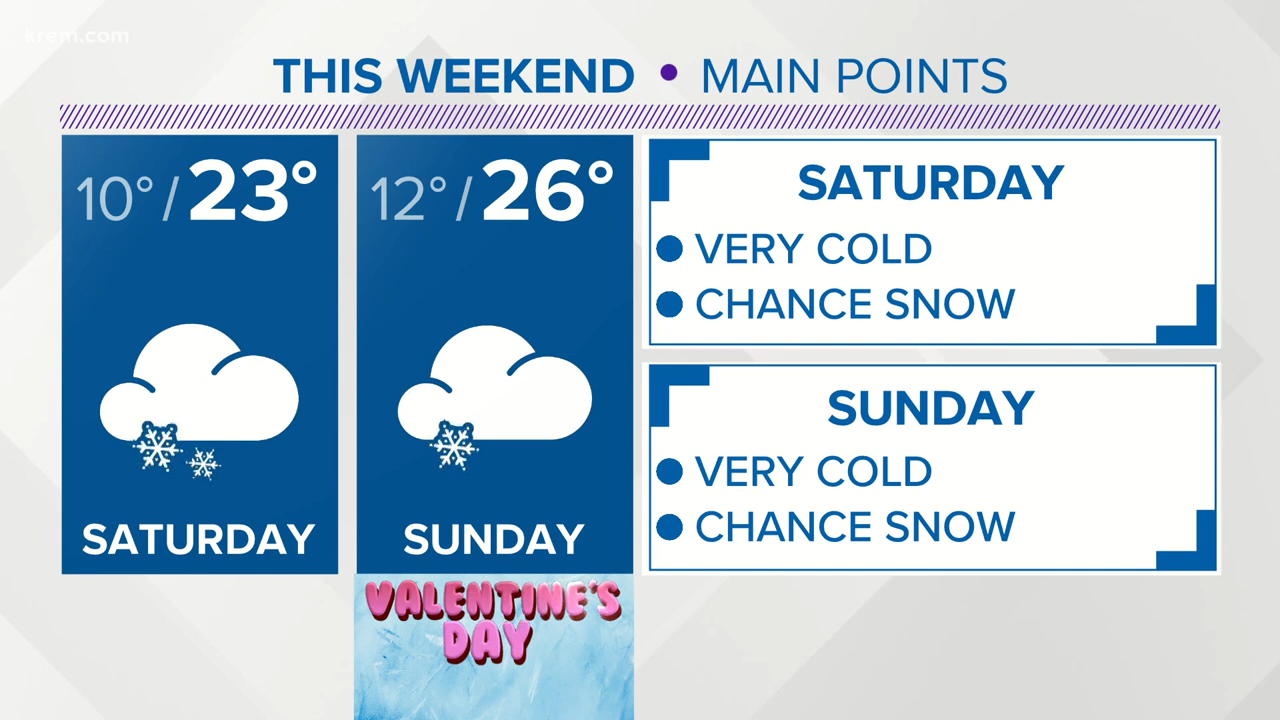 krem.com
THIS WEEKEND • MAIN POINTS
10°/23°
SATURDAY
12°/26°
SUNDAY
VALENTINE'S
DAY
SATURDAY
● VERY COLD
● CHANCE SNOW
SUNDAY
● VERY COLD
● CHANCE SNOW